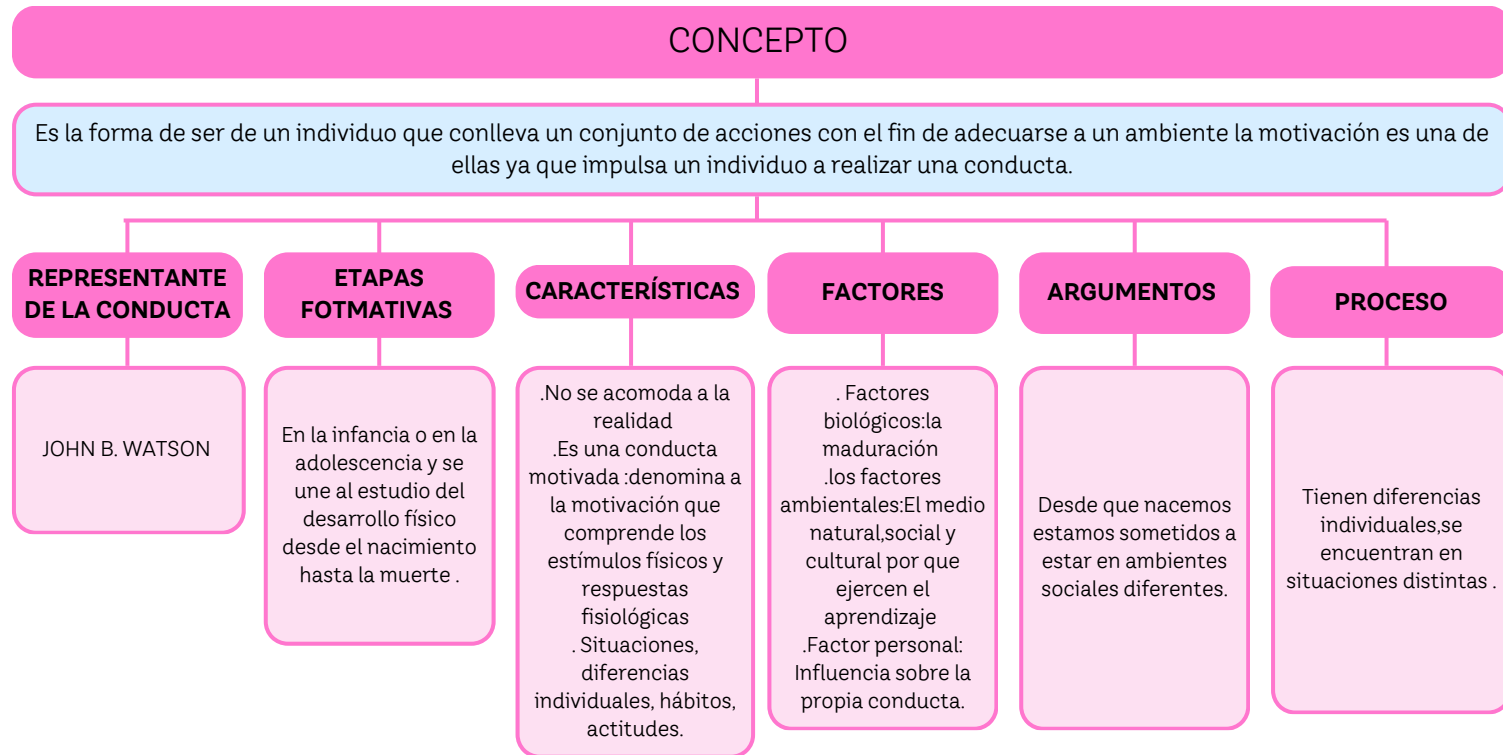 CONCEPTO
Es la forma de ser de un individuo que conlleva un conjunto de acciones con el fin de adecuarse a un ambiente la motivación es una de
ellas ya que impulsa un individuo a realizar una conducta.
REPRESENTANTE
DE LA CONDUCTA
JOHN B. WATSON
ETAPAS
FOTMATIVAS
En la infancia o en la
adolescencia y se
une al estudio del
desarrollo físico
desde el nacimiento
hasta la muerte .
CARACTERÍSTICAS
.No se acomoda a la
realidad
.Es una conducta
motivada :denomina a
la motivación que
comprende los
estímulos físicos y
respuestas
fisiológicas
. Situaciones,
diferencias
individuales, hábitos,
actitudes.
FACTORES
. Factores
biológicos:la
maduración
.los factores
ambientales:El medio
natural,social y
cultural por que
ejercen el
aprendizaje
.Factor personal:
Influencia sobre la
propia conducta.
ARGUMENTOS
Desde que nacemos
estamos sometidos a
estar en ambientes
sociales diferentes.
PROCESO
Tienen diferencias
individuales,se
encuentran en
situaciones distintas .